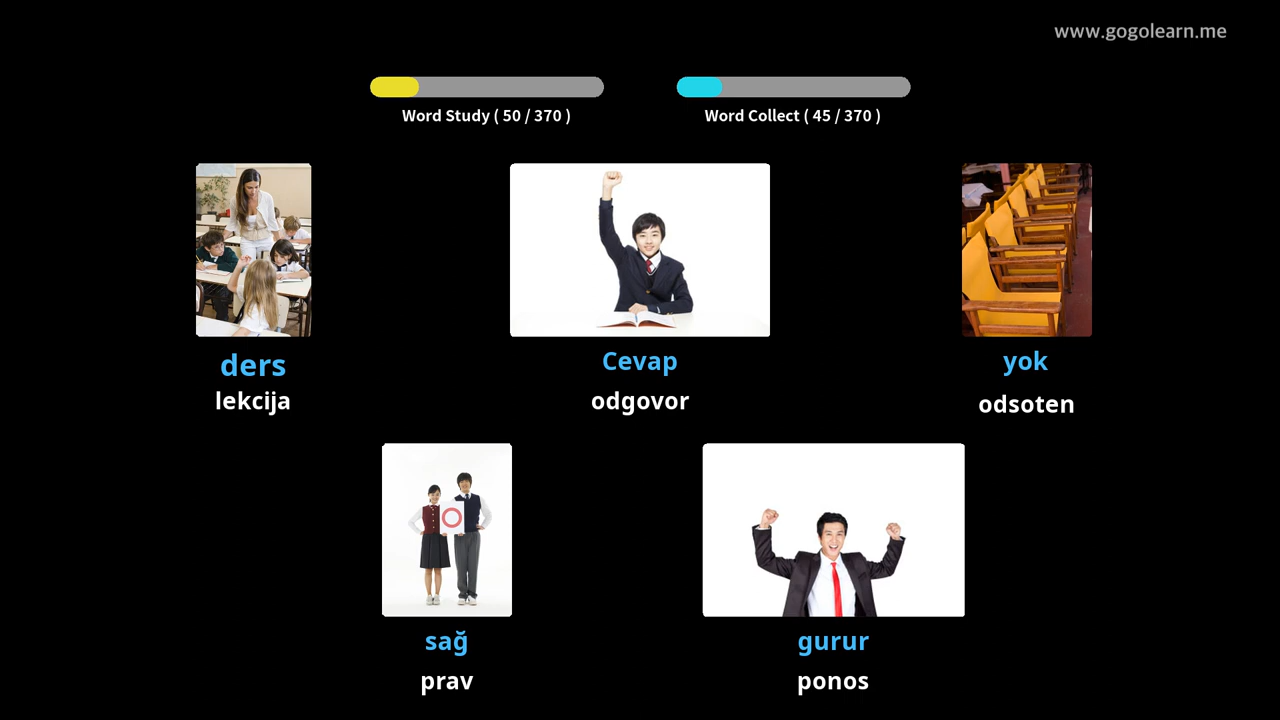 www.gogolearn.me
Word Study ( 50 / 370 )
Word Collect ( 45 / 370 )
ders
lekcija
Cevap
odgovor
yok
odsoten
sağ
prav
gurur
ponos